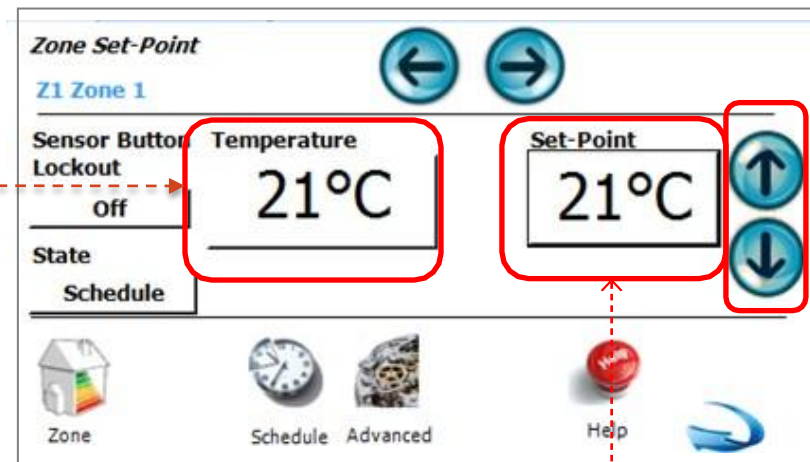 Zone Set-Point
Z1 Zone 1
Sensor Button
Lockout
Off
State
Schedule
Temperature
21°C
Set-Point
21°C
Zone
Schedule
Advanced
Help